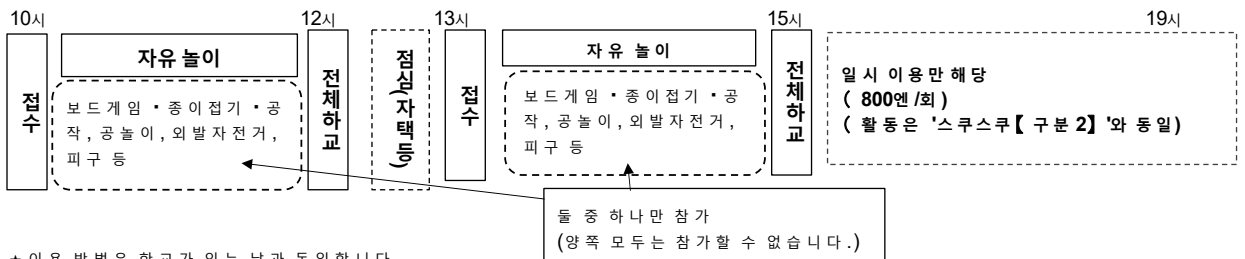 10시
12시
13시
15시
19시
접수
자유 놀이
보드게임 ▪ 종이접기 ▪ 공
작, 공놀이, 외발자전거,
피구 등
전체하교
점심(자택등)
접수
자유 놀이
보드게임 ▪ 종이접기 ▪ 공
작, 공놀이, 외발자전거,
피구 등
전체하교
일시 이용만 해당
( 800엔 /회 )
( 활동은 '스쿠스쿠【 구분 2】'와 동일)
둘 중 하나만 참가
(양쪽 모두는 참가할 수 없습니다.)